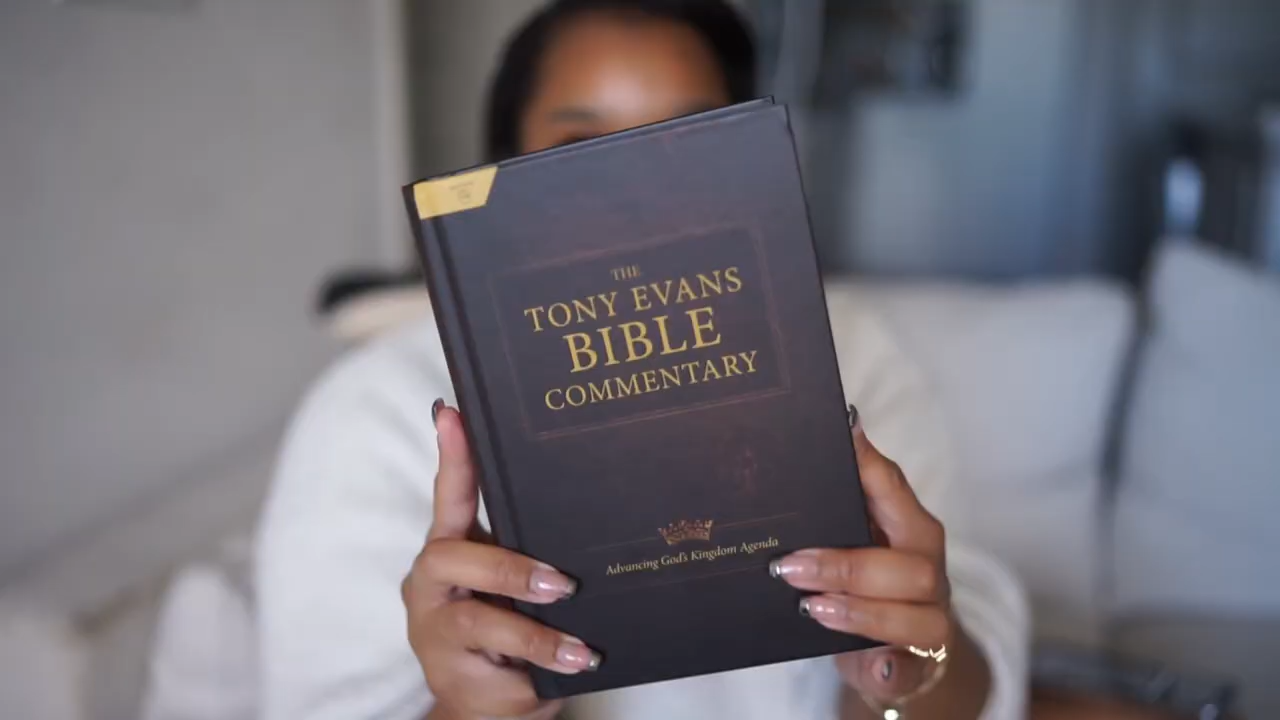 THE
TONY EVANS
BIBLE
COMMENTARY
Advancing God's Kingdom Agenda